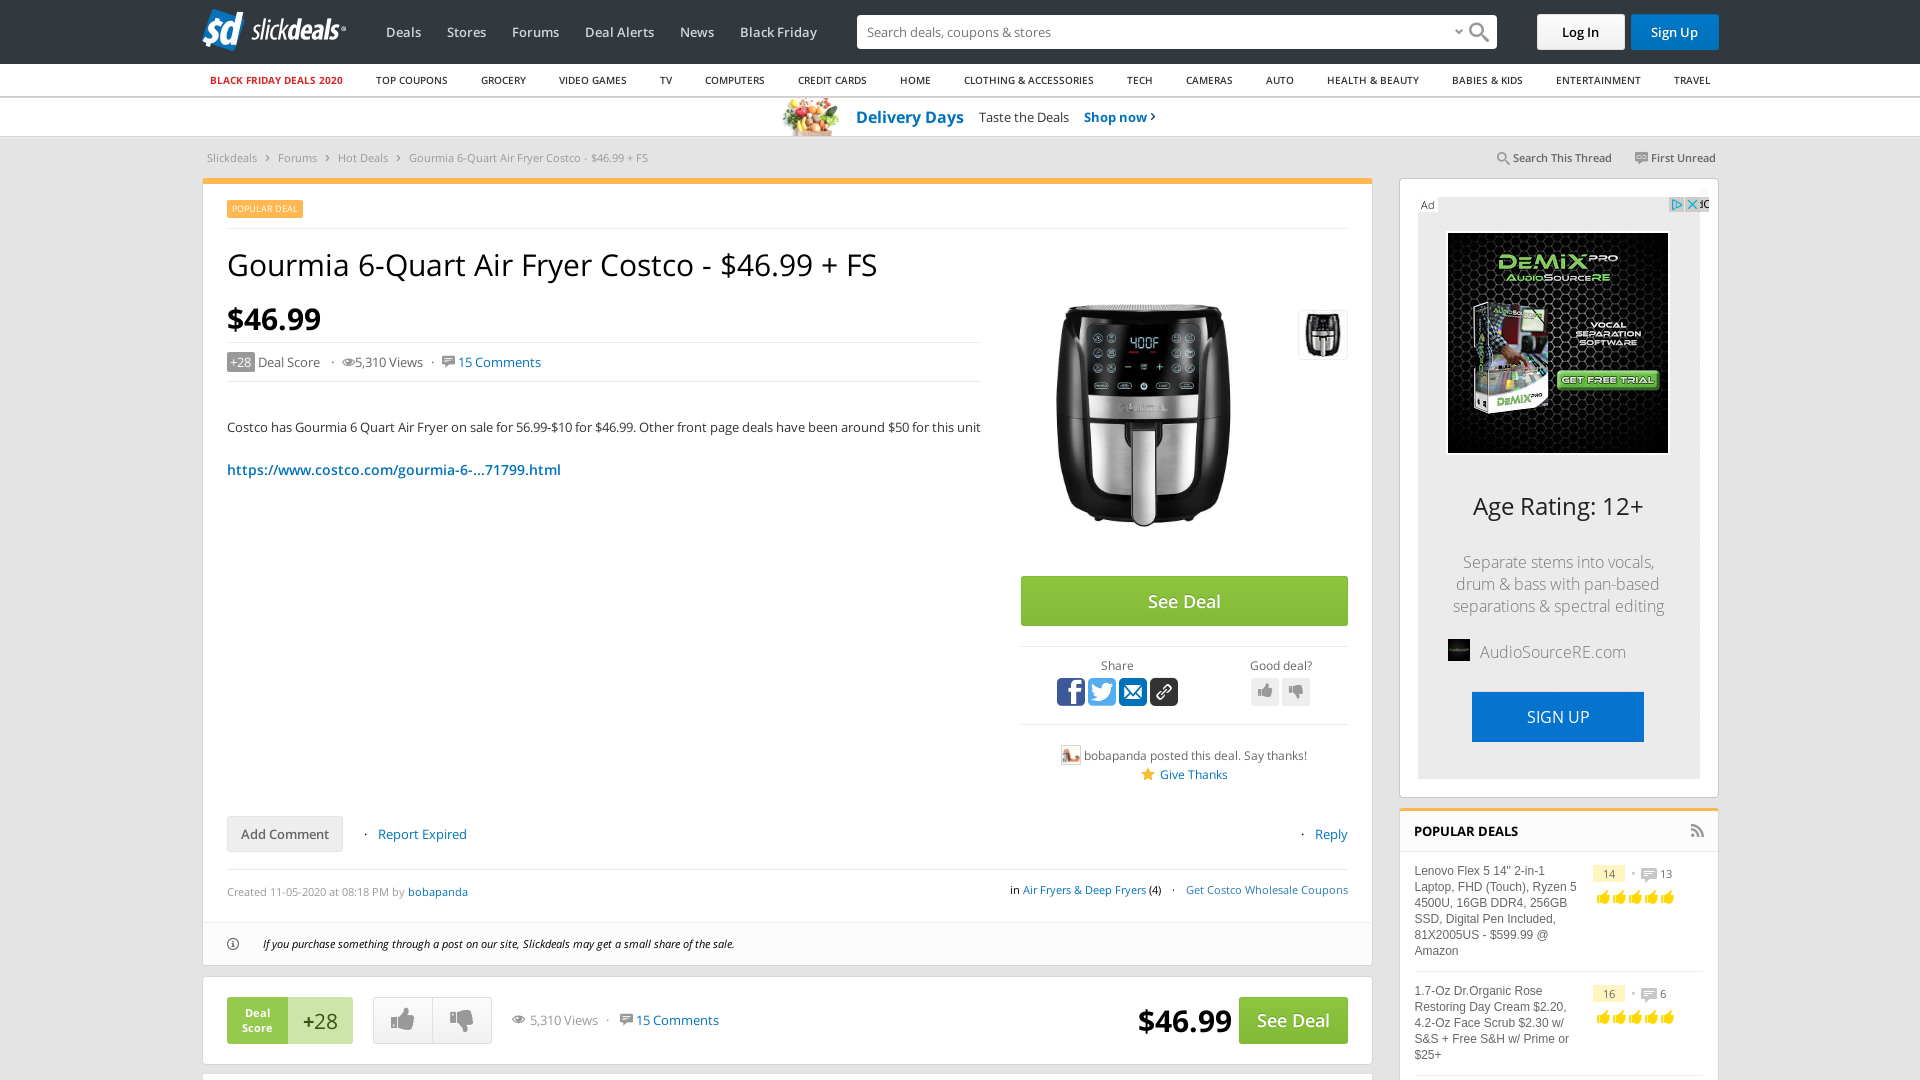 sd slickdeals
Deals Stores Forums Deal Alerts News Black Friday
Search deals, coupons & stores
Log In Sign Up
BLACK FRIDAY DEALS 2020 TOP COUPONS GROCERY VIDEO GAMES TV COMPUTERS CREDIT CARDS HOME CLOTHING & ACCESSORIES TECH CAMERAS AUTO HEALTH & BEAUTY BABIES & KIDS ENTERTAINMENT TRAVEL
Delivery Days Taste the Deals Shop now ›
Slickdeals › Forums › Hot Deals › Gourmia 6-Quart Air Fryer Costco - $46.99 + FS
Search This Thread First Unread
POPULAR DEAL
Gourmia 6-Quart Air Fryer Costco - $46.99 + FS
$46.99
+28 Deal Score · 5,310 Views · 15 Comments
Costco has Gourmia 6 Quart Air Fryer on sale for 56.99-$10 for $46.99. Other front page deals have been around $50 for this unit
https://www.costco.com/gourmia-6-...71799.html
400F
See Deal
Share
Good deal?
bobapanda posted this deal. Say thanks!
Give Thanks
Add Comment · Report Expired
· Reply
Created 11-05-2020 at 08:18 PM by bobapanda
in Air Fryers & Deep Fryers (4) · Get Costco Wholesale Coupons
If you purchase something through a post on our site, Slickdeals may get a small share of the sale.
Deal
Score
+28
5,310 Views · 15 Comments
$46.99
See Deal
Ad
DEMIX PRO
AUDIOSOURCERE
VOCAL
SEPARATION
SOFTWARE
GET FREE TRIAL
DEMIX PRO
Age Rating: 12+
Separate stems into vocals,
drum & bass with pan-based
separations & spectral editing
AudioSourceRE.com
SIGN UP
POPULAR DEALS
Lenovo Flex 5 14" 2-in-1
Laptop, FHD (Touch), Ryzen 5
4500U, 16GB DDR4, 256GB
SSD, Digital Pen Included,
81X2005US - $599.99 @
Amazon
14 · 13
1.7-Oz Dr.Organic Rose
Restoring Day Cream $2.20,
4.2-Oz Face Scrub $2.30 w/
S&S + Free S&H w/ Prime or
$25+
16 · 6